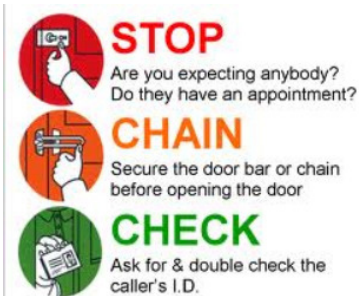 STOP
Are you expecting anybody?
Do they have an appointment?
CHAIN
Secure the door bar or chain
before opening the door
CHECK
Ask for & double check the
caller's I.D.